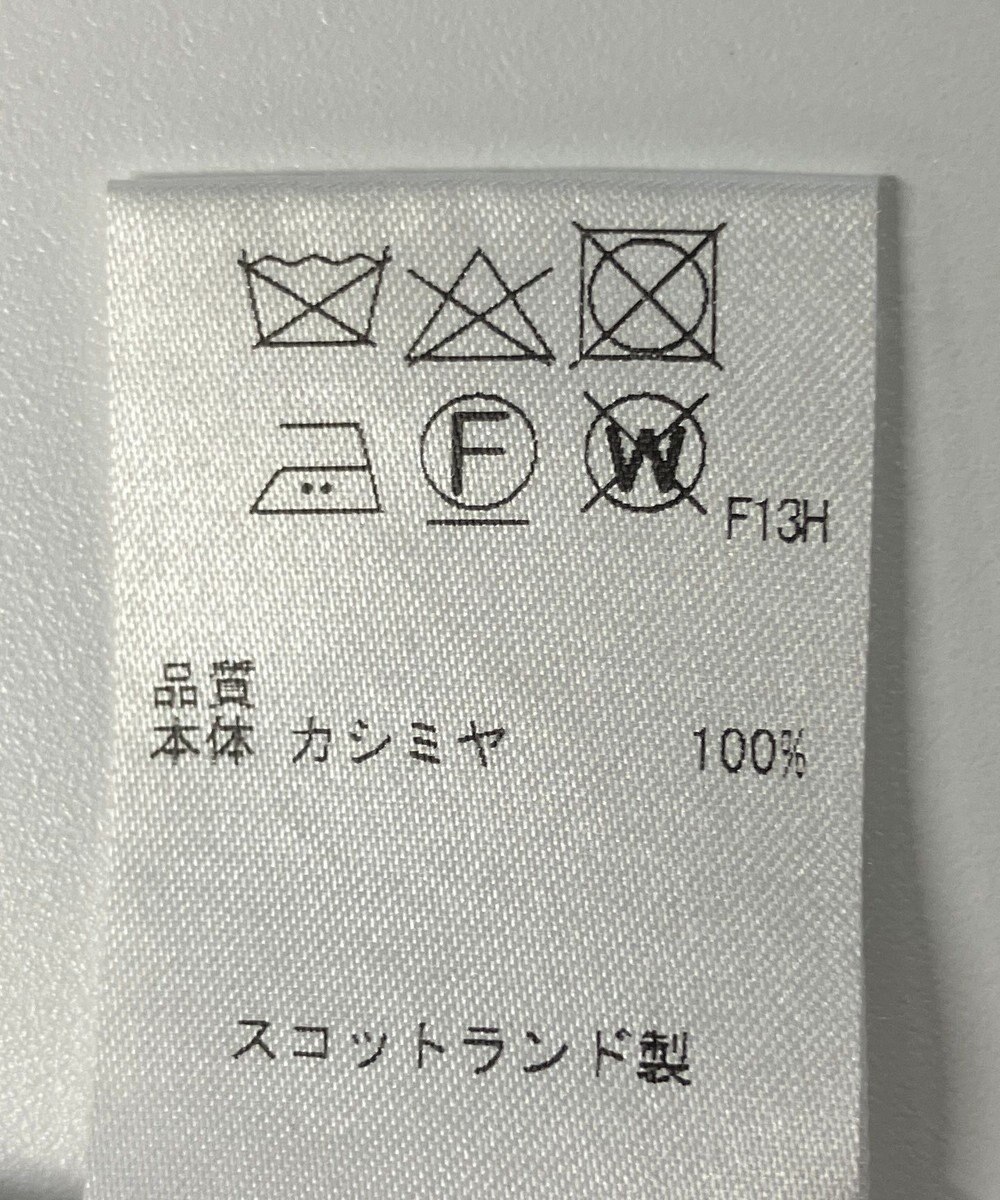 F
W
F13H
品質
本体 カシミヤ 100%
スコットランド製